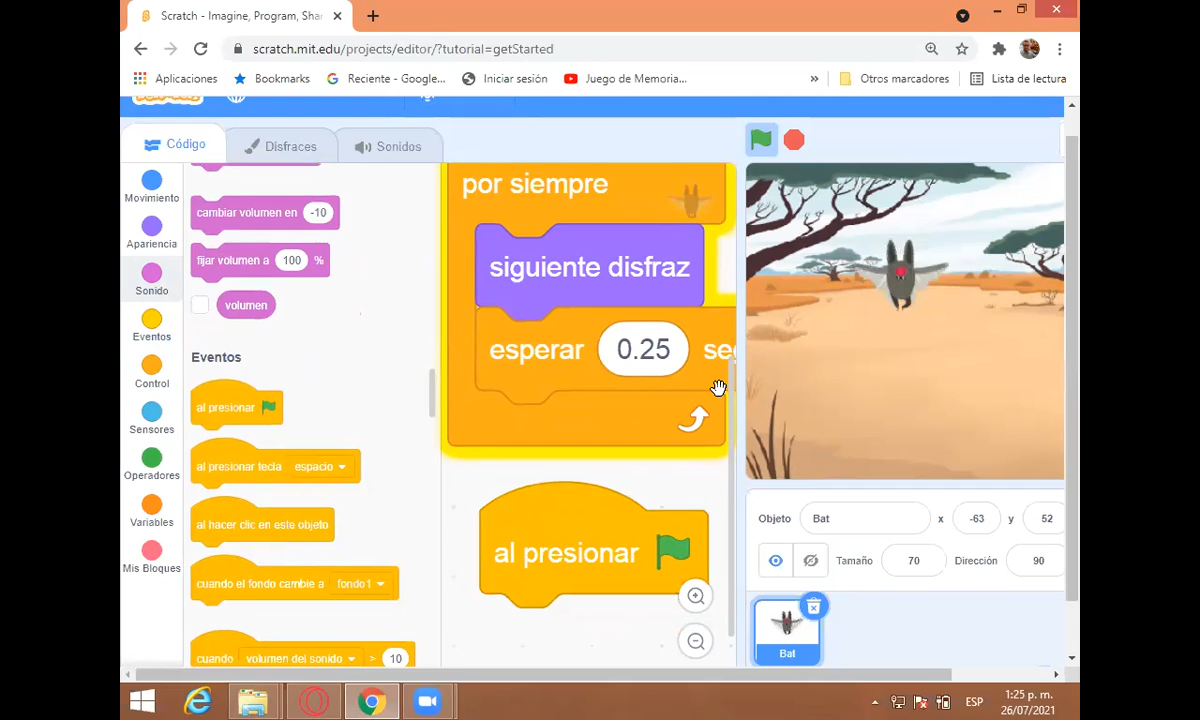 Scratch - Imagine, Program, Shar
scratch.mit.edu/projects/editor/?tutorial=getStarted
Aplicaciones
Bookmarks
Reciente - Google...
Iniciar sesión
Juego de Memoria...
»
Otros marcadores
Lista de lectura
Código
Disfraces
Sonidos
Movimiento
Apariencia
Sonido
Eventos
Control
Sensores
Operadores
Variables
Mis Bloques
cambiar volumen en -10
fijar volumen a 100 %
volumen
Eventos
al presionar
al presionar tecla espacio
al hacer clic en este objeto
cuando el fondo cambie a fondo1
cuando volumen del sonido > 10
por siempre
siguiente disfraz
esperar 0.25 se
al presionar
Objeto Bat x -63 y 52
Tamaño 70 Dirección 90
Bat
ESP
1:25 p. m.
26/07/2021